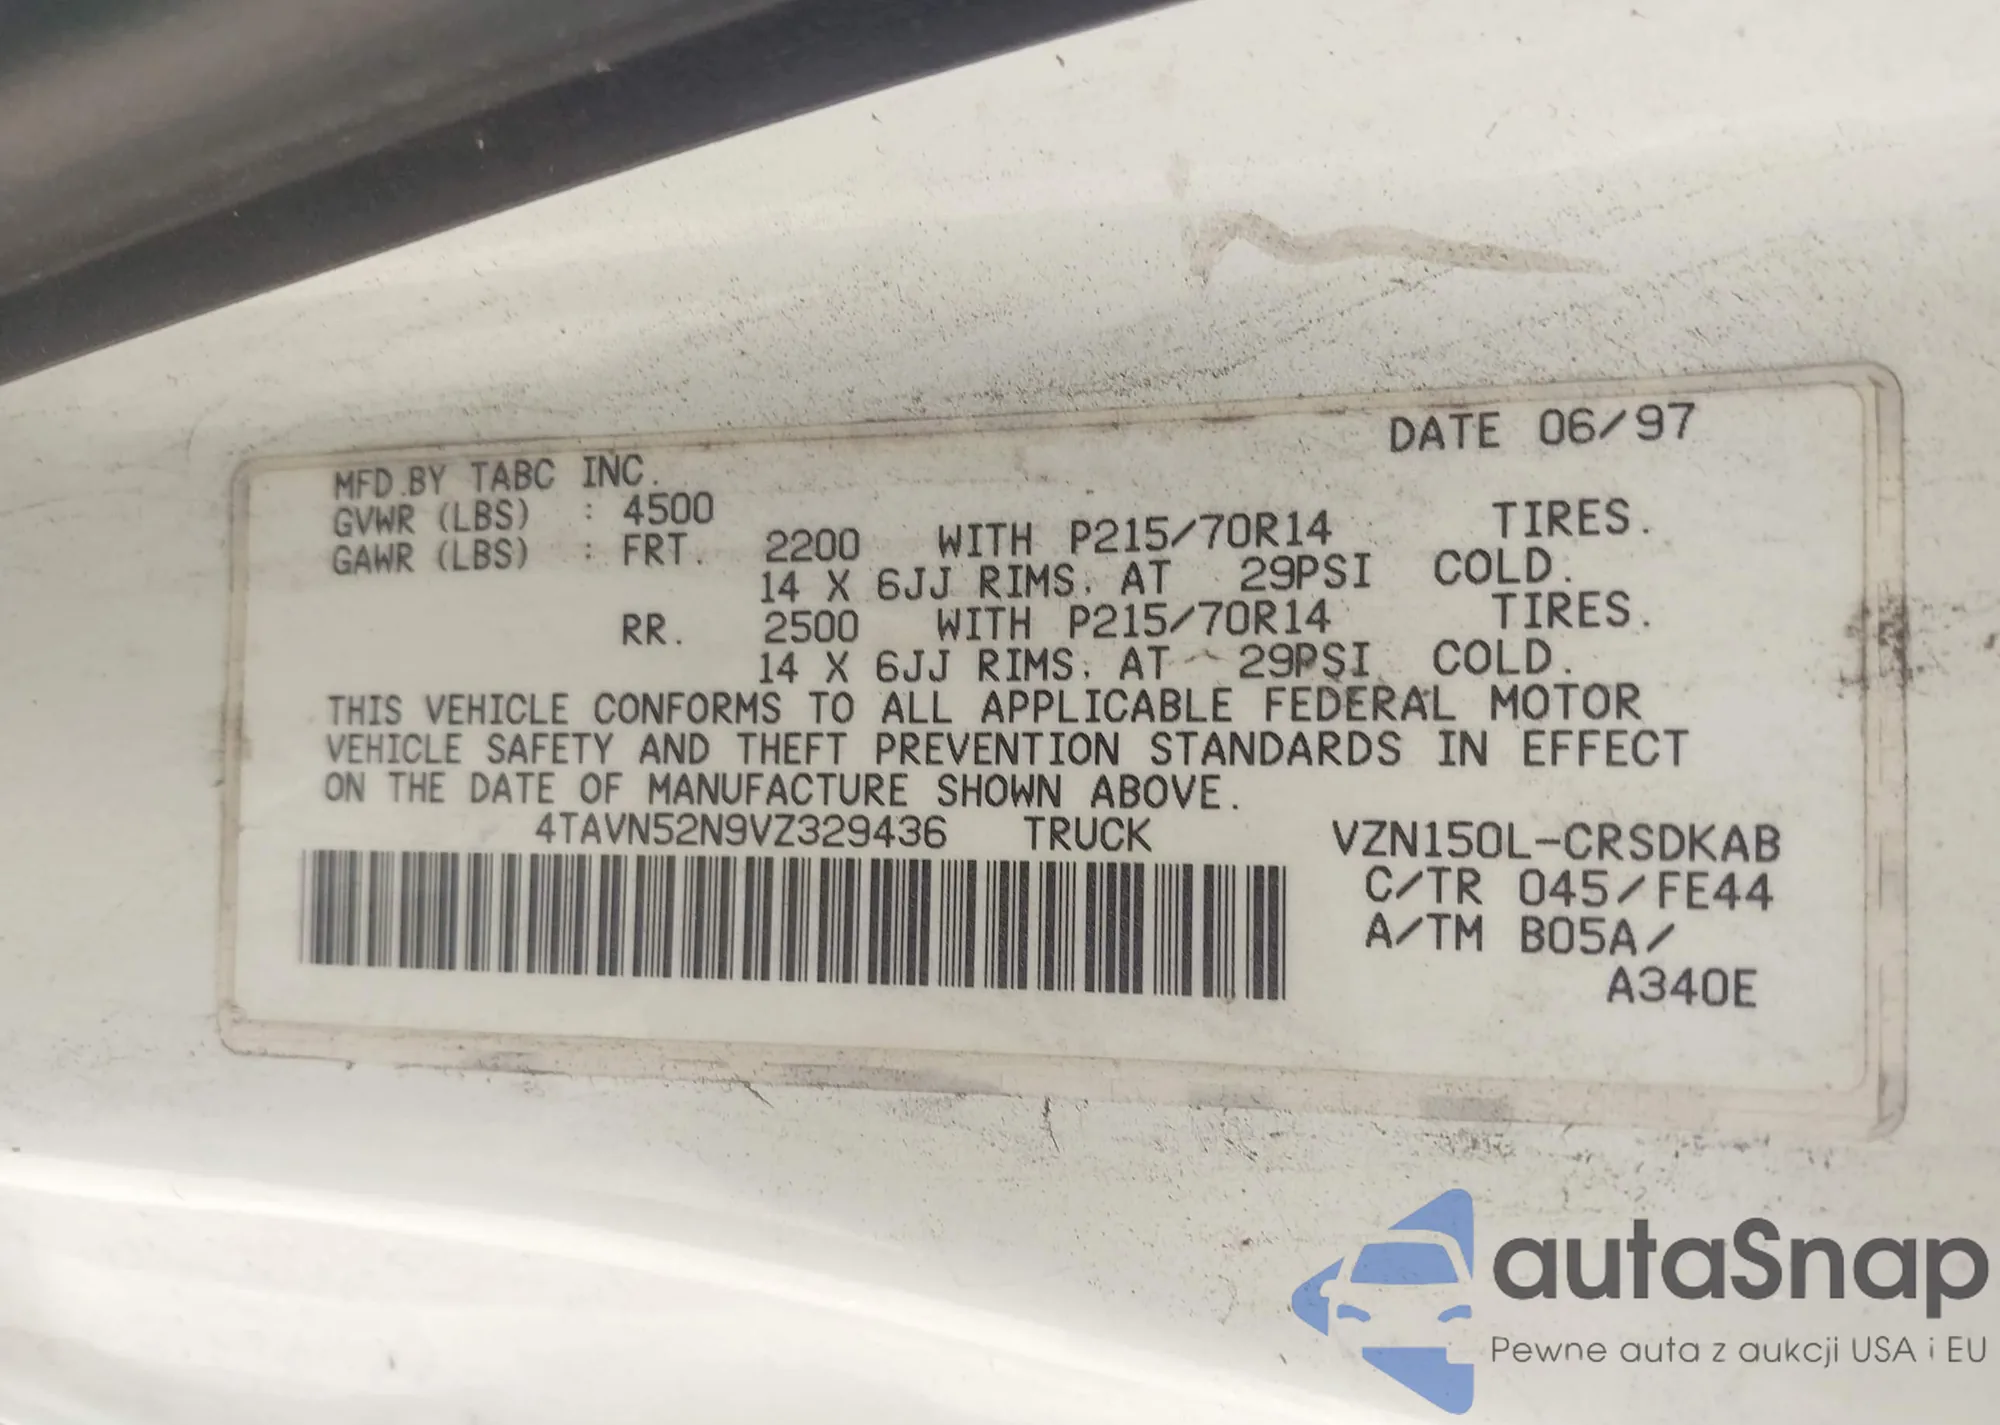 DATE 06/97
MFD.BY TABC INC.
GVWR (LBS) : 4500
GAWR (LBS) : FRT. 2200 WITH P215/70R14 TIRES.
14 X 6JJ RIMS, AT 29PSI COLD.
RR. 2500 WITH P215/70R14 TIRES.
14 X 6JJ RIMS, AT 29PSI COLD.
THIS VEHICLE CONFORMS TO ALL APPLICABLE FEDERAL MOTOR
VEHICLE SAFETY AND THEFT PREVENTION STANDARDS IN EFFECT
ON THE DATE OF MANUFACTURE SHOWN ABOVE.
4TAVN52N9VZ329436 TRUCK VZN150L-CRSDKAB
C/TR 045/FE44
A/TM B05A/
A340E
autaSnap
Pewne auta z aukcji USA i EU